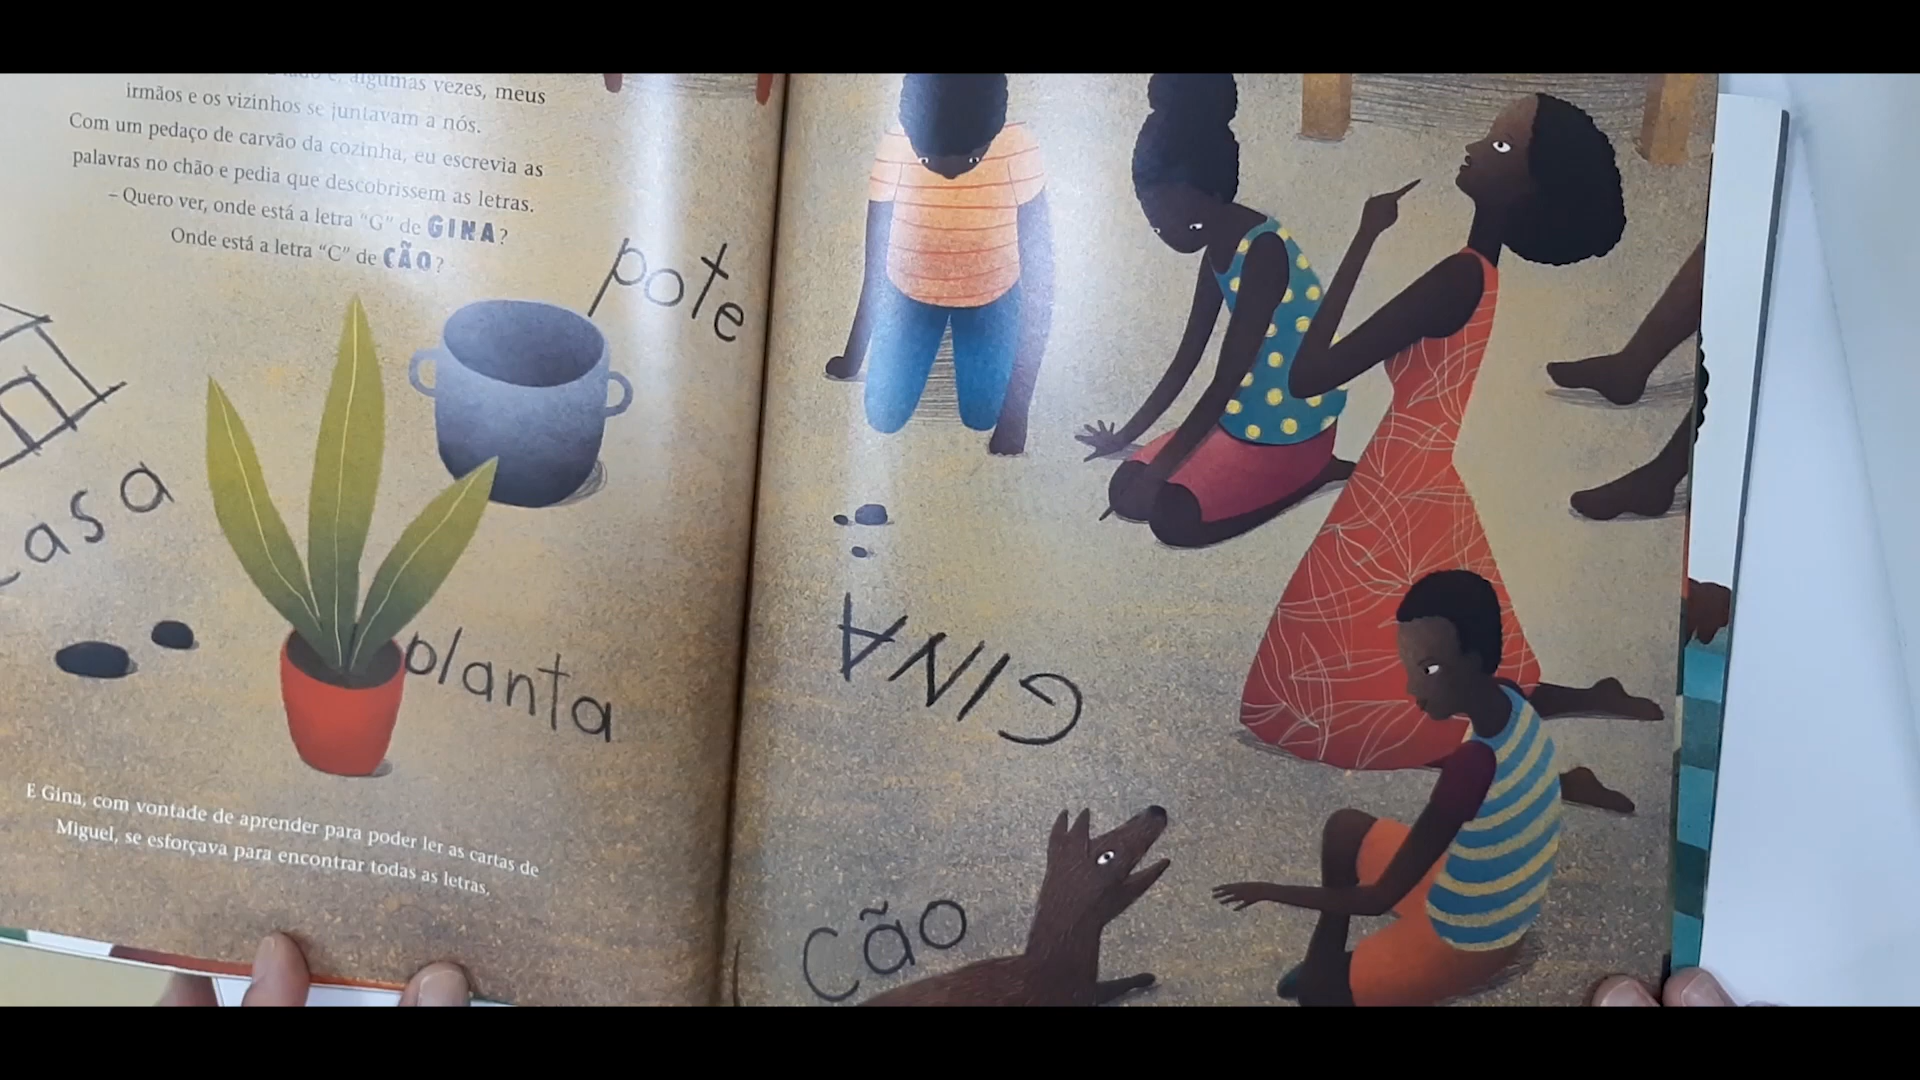 algumas vezes, meus
irmãos e os vizinhos se juntavam a nós.
Com um pedaço de carvão da cozinha, eu escrevia as
palavras no chão e pedia que descobrissem as letras.
– Quero ver, onde está a letra “G” de GINA?
Onde está a letra “C” de CÃO?
pote
casa
planta
E Gina, com vontade de aprender para poder ler as cartas de
Miguel, se esforçava para encontrar todas as letras.
GINA
cão